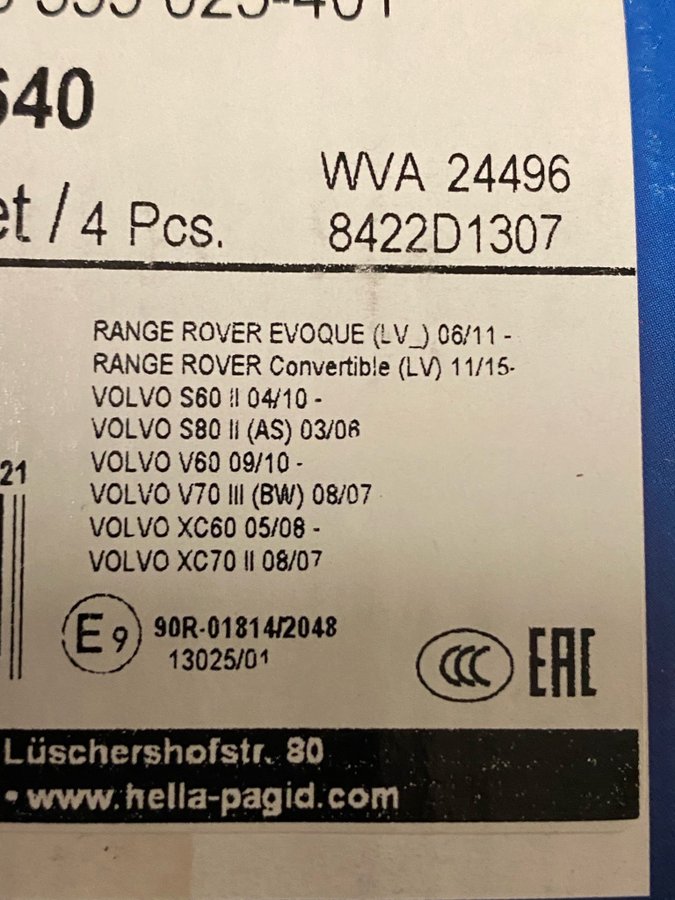 023-401
640
WVA 24496
et / 4 Pcs.
8422D1307
RANGE ROVER EVOQUE (LV_) 06/11 -
RANGE ROVER Convertible (LV) 11/15-
VOLVO S60 II 04/10 -
VOLVO S80 II (AS) 03/06
VOLVO V60 09/10 -
VOLVO V70 III (BW) 08/07
VOLVO XC60 05/08 -
VOLVO XC70 II 08/07
21
E9 90R-01814/2048
13025/01
CCC EAC
Lüschershofstr. 80
• www.hella-pagid.com